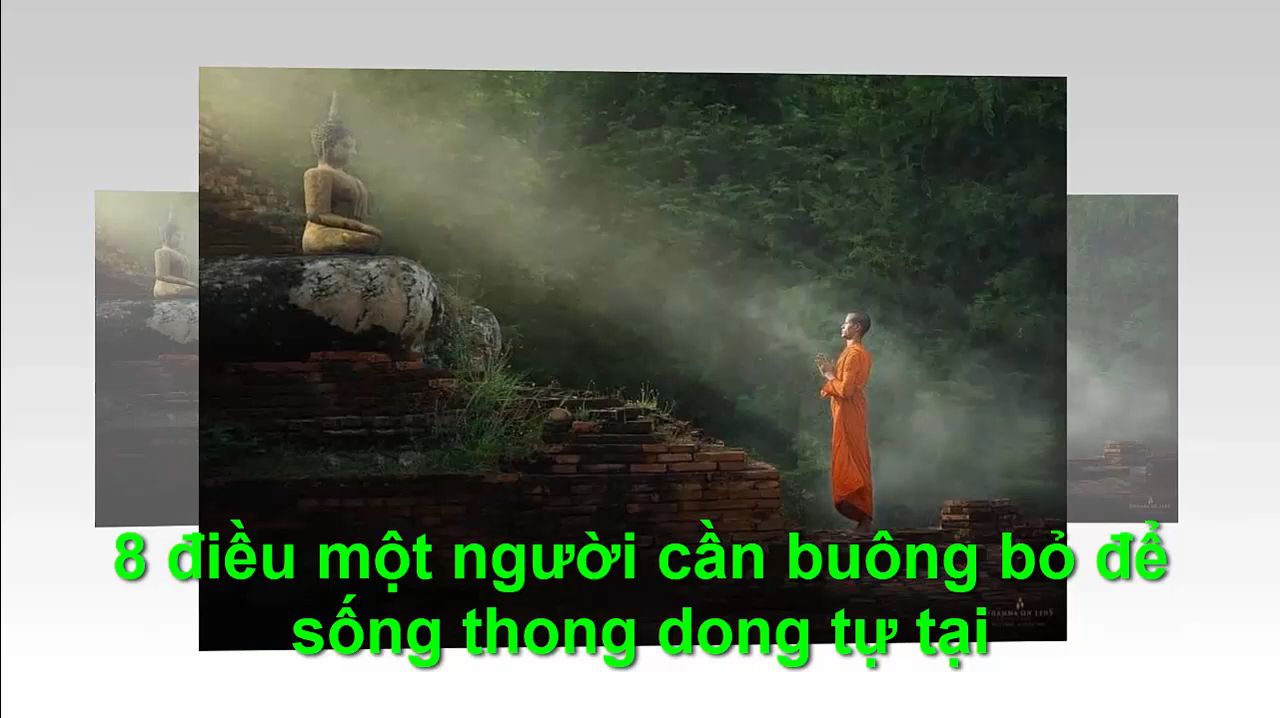 8 điều một người cần buông bỏ để
sống thong dong tự tại